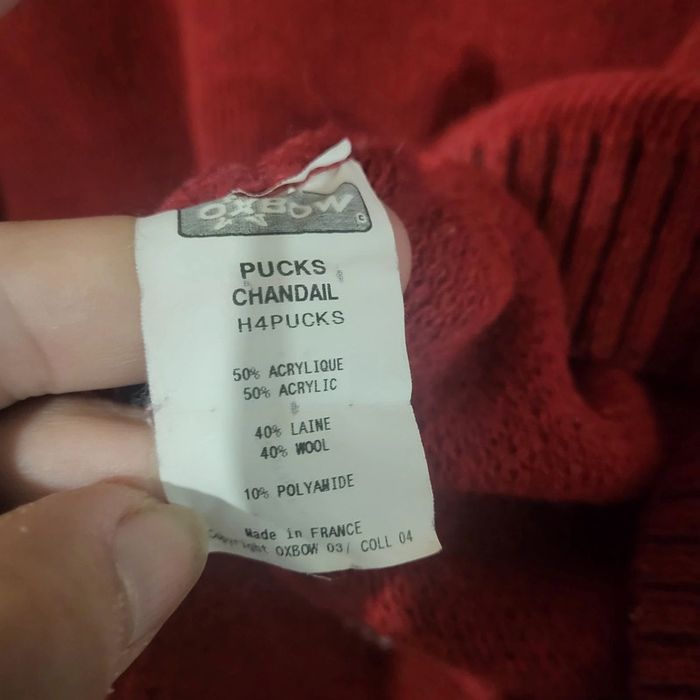 OXBOW
PUCKS
CHANDAIL
H4PUCKS
50% ACRYLIQUE
50% ACRYLIC
40% LAINE
40% WOOL
10% POLYAMIDE
Made in FRANCE
Copyright OXBOW 03/ COLL 04